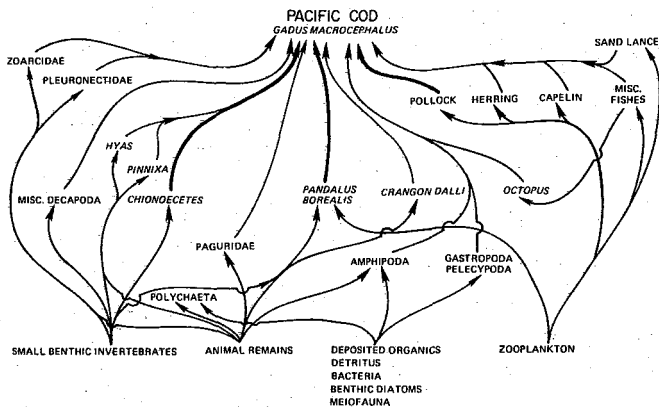 PACIFIC COD
GADUS MACROCEPHALUS
SAND LANCE
ZOARCIDAE
PLEURONECTIDAE
POLLOCK
HERRING
CAPELIN
MISC.
FISHES
HYAS
PINNIXA
MISC. DECAPODA
CHIONOECETES
PANDALUS
BOREALIS
CRANGON DALLI
OCTOPUS
PAGURIDAE
AMPHIPODA
GASTROPODA
PELECYPODA
POLYCHAETA
SMALL BENTHIC INVERTEBRATES
ANIMAL REMAINS
DEPOSITED ORGANICS
DETRITUS
BACTERIA
BENTHIC DIATOMS
MEIOFAUNA
ZOOPLANKTON